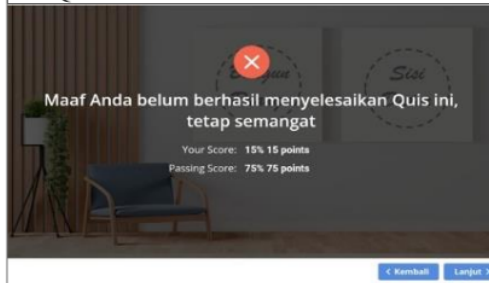 Sisi
Maaf Anda belum berhasil menyelesaikan Quis ini,
tetap semangat
Your Score: 15% 15 points
Passing Score: 75% 75 points
< Kembali
Lanjut >